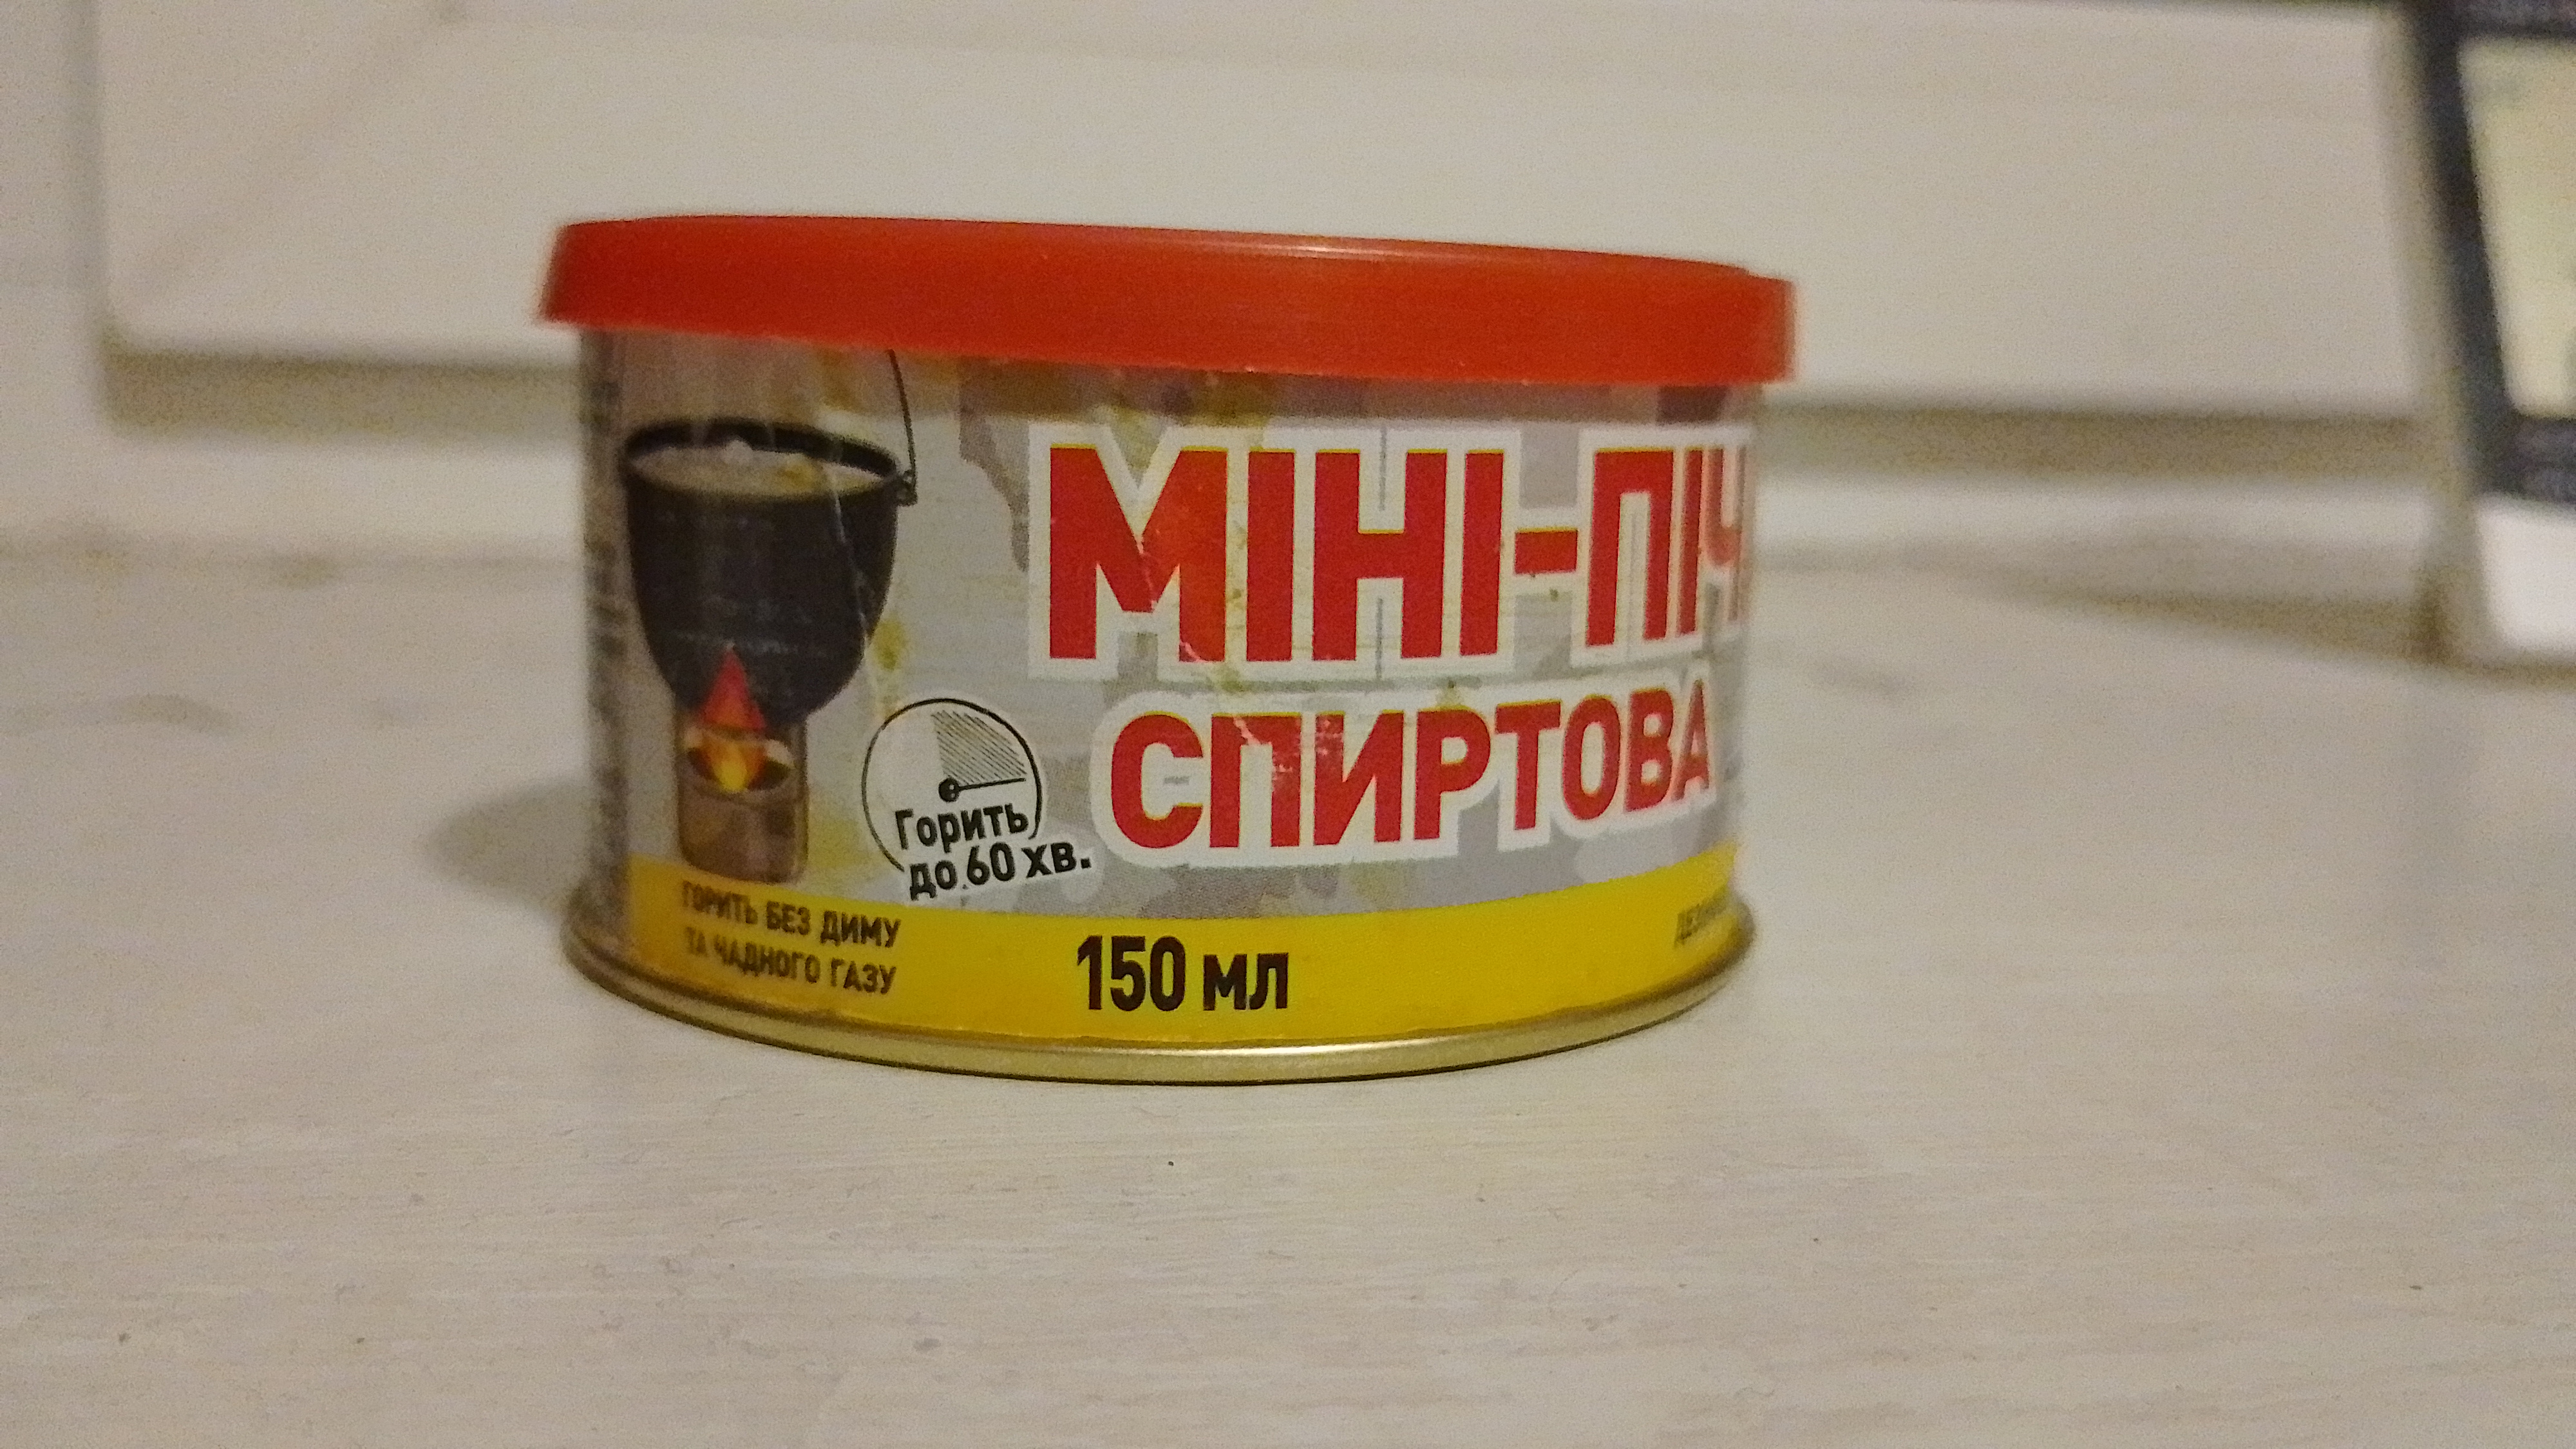 МІНІ-ПІЧ
СПИРТОВА
Горить
до 60 хв.
ГОРИТЬ БЕЗ ДИМУ
ТА ЧАДНОГО ГАЗУ
150 мл